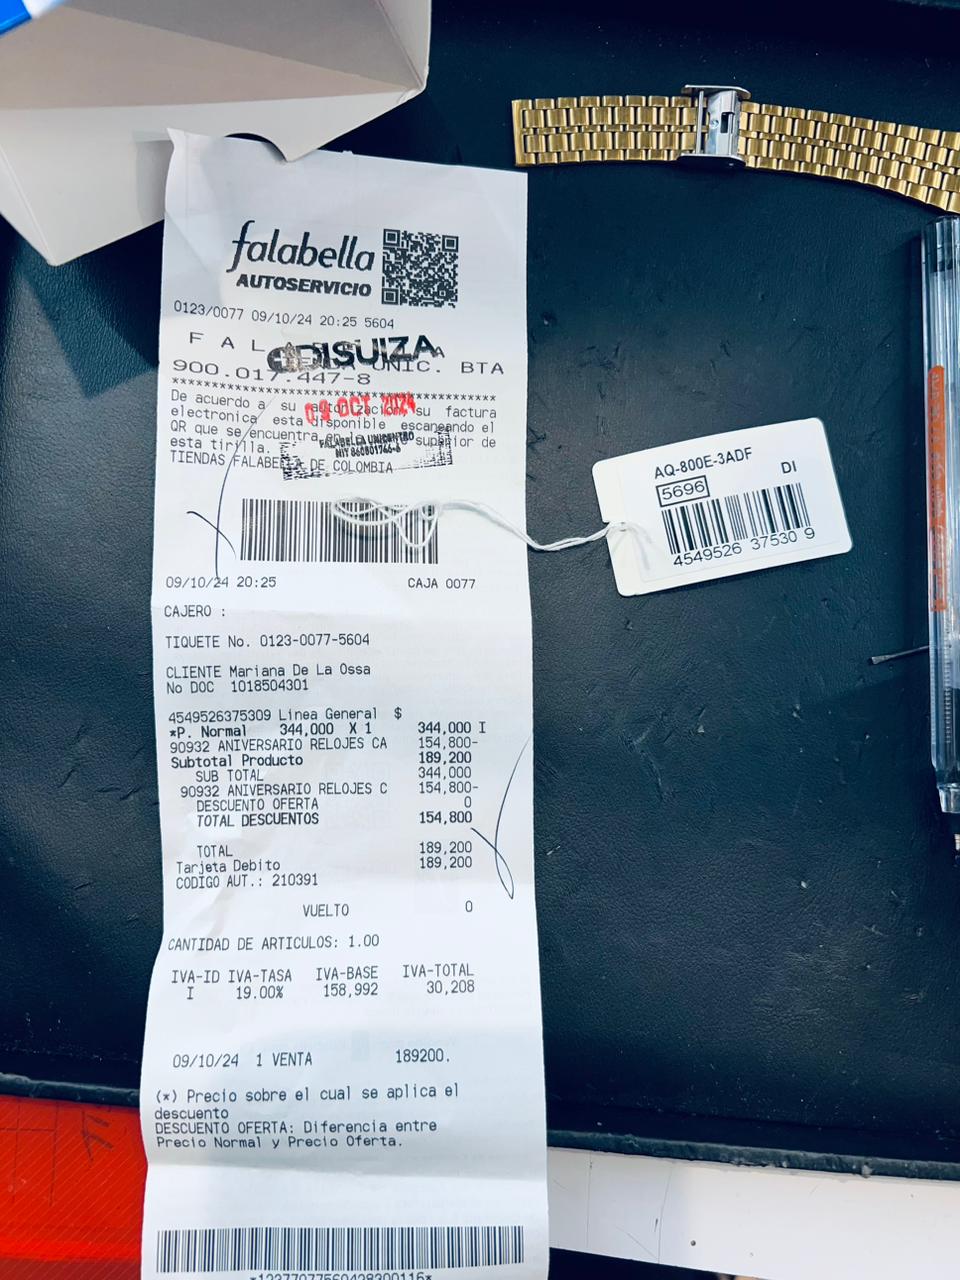 falabella
AUTOSERVICIO
0123/0077 09/10/24 20:25 5604
F A L UNIC. BTA
DISUIZA
900.017.447-8
****************************************
De acuerdo a su autorizacion, su factura
electronica esta disponible escaneando el
QR que se encuentra en superior de
esta tirilla.
TIENDAS FALABELLA DE COLOMBIA
09 OCT 2024
FALABELLA UNICENTRO
09/10/24 20:25 CAJA 0077
CAJERO :
TIQUETE No. 0123-0077-5604
CLIENTE Mariana De La Ossa
No DOC 1018504301
4549526375309 Linea General $
*P. Normal 344,000 X 1 344,000 I
90932 ANIVERSARIO RELOJES CA 154,800-
Subtotal Producto 189,200
SUB TOTAL 344,000
90932 ANIVERSARIO RELOJES C 154,800-
DESCUENTO OFERTA 0
TOTAL DESCUENTOS 154,800
TOTAL 189,200
Tarjeta Debito 189,200
CODIGO AUT.: 210391
VUELTO 0
CANTIDAD DE ARTICULOS: 1.00
IVA-ID IVA-TASA IVA-BASE IVA-TOTAL
I 19.00% 158,992 30,208
09/10/24 1 VENTA 189200.
(*) Precio sobre el cual se aplica el
descuento
DESCUENTO OFERTA: Diferencia entre
Precio Normal y Precio Oferta.
AQ-800E-3ADF
DI
5696
4549526 37530 9